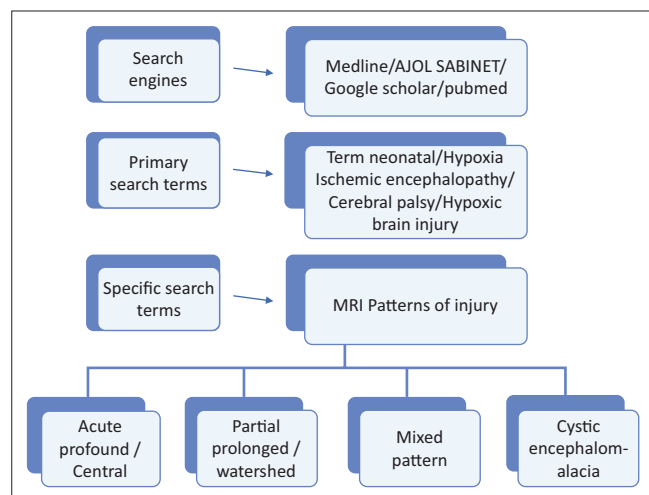 Search
engines
Medline/AJOL SABINET/
Google scholar/pubmed
Primary
search terms
Term neonatal/Hypoxia
Ischemic encephalopathy/
Cerebral palsy/Hypoxic
brain injury
Specific search
terms
MRI Patterns of injury
Acute
profound /
Central
Partial
prolonged /
watershed
Mixed
pattern
Cystic
encephalom-
alacia